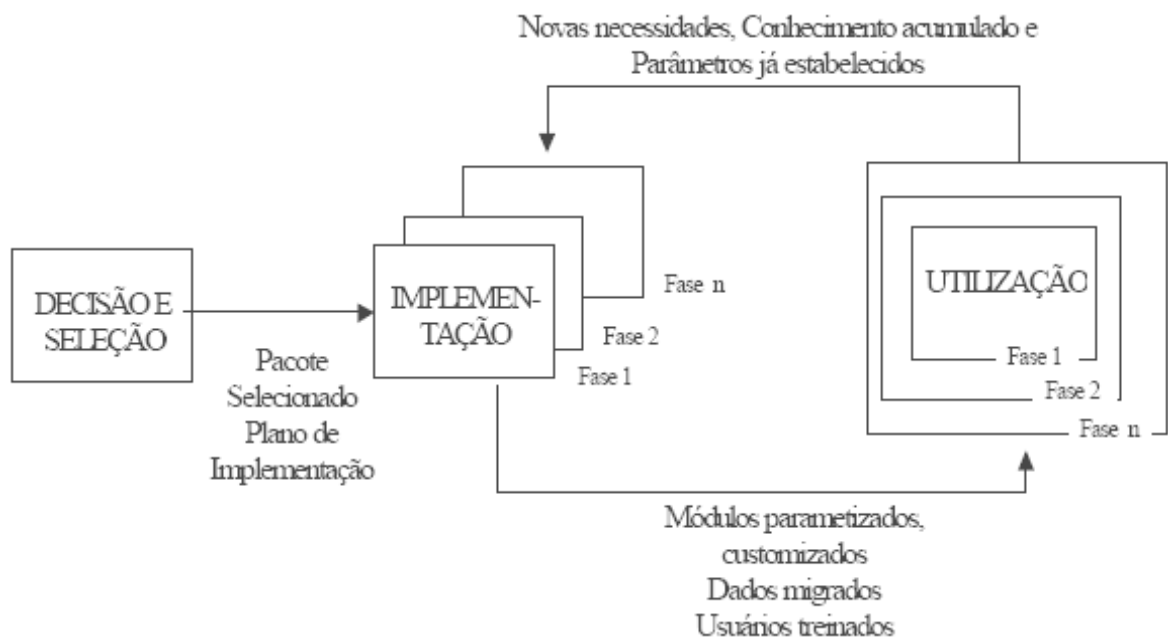 Novas necessidades, Conhecimento acumulado e
Parâmetros já estabelecidos
DECISÃO E
SELEÇÃO
Pacote
Selecionado
Plano de
Implementação
IMPLEMEN-
TAÇÃO
Fase 1
Fase 2
Fase n
UTILIZAÇÃO
Fase 1
Fase 2
Fase n
Módulos parametizados,
customizados
Dados migrados
Usuários treinados